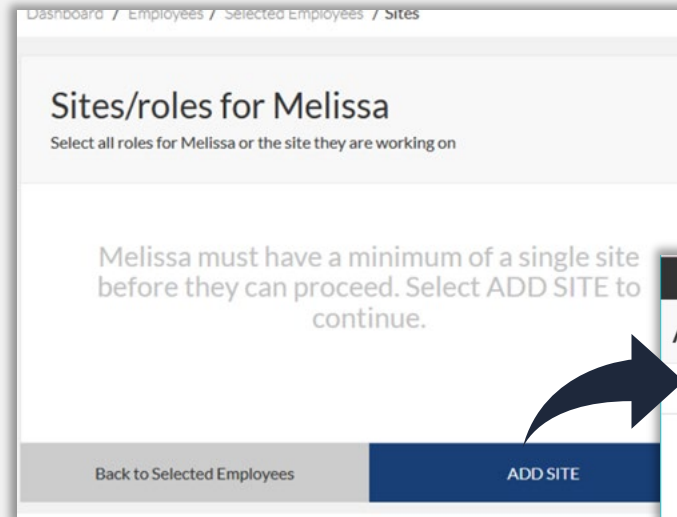 Dashboard / Employees / Selected Employees / Sites
Sites/roles for Melissa
Select all roles for Melissa or the site they are working on
Melissa must have a minimum of a single site
before they can proceed. Select ADD SITE to
continue.
Back to Selected Employees
ADD SITE